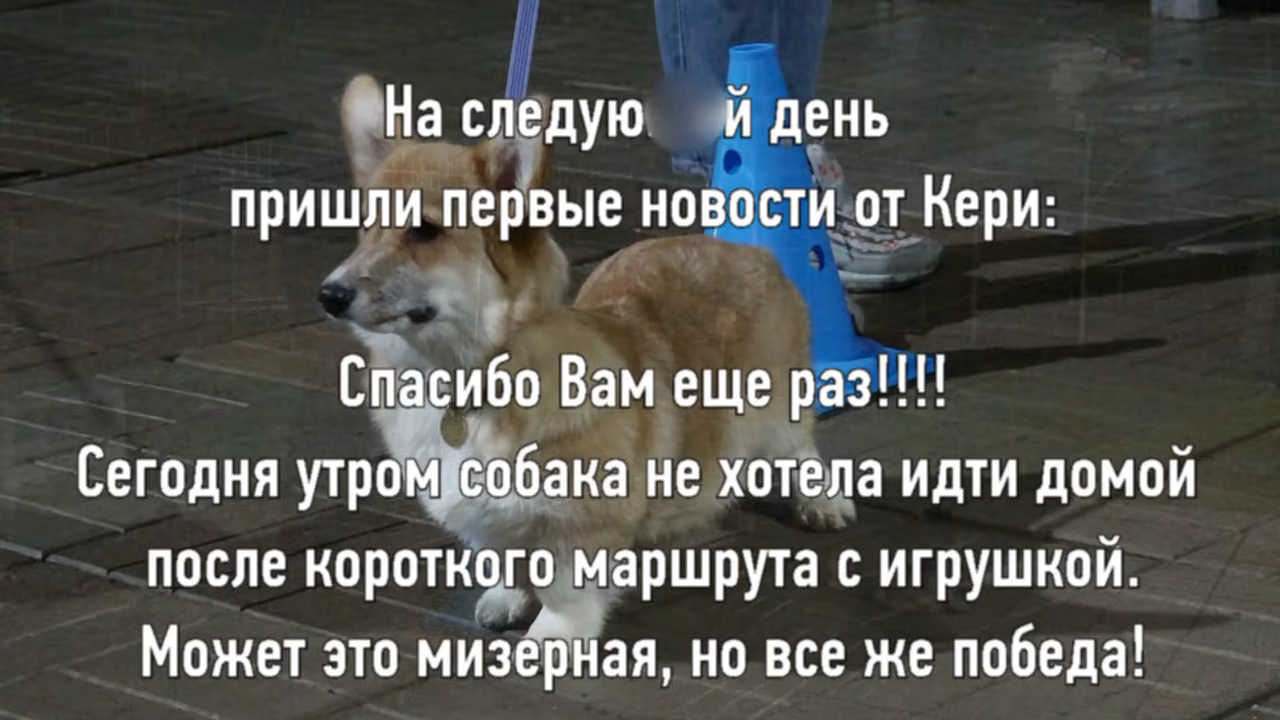 На день
пришли первые новости от Кери:
Спасибо Вам еще раз!!!!
Сегодня утром собака не хотела идти домой
после короткого маршрута с игрушкой.
Может это мизерная, но все же победа!